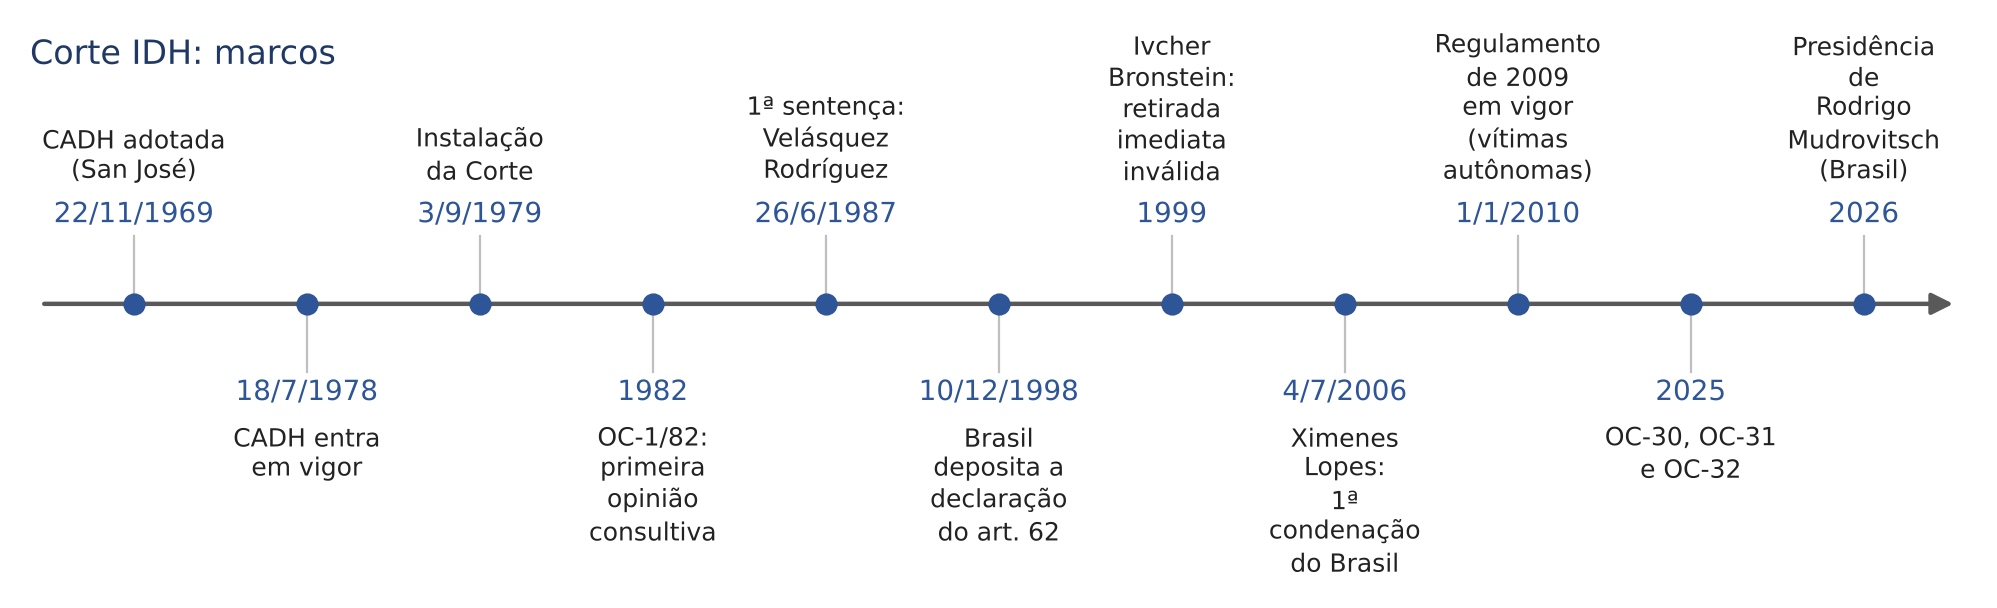 Corte IDH: marcos
CADH adotada
(San José)
22/11/1969
18/7/1978
CADH entra
em vigor
Instalação
da Corte
3/9/1979
1982
OC-1/82:
primeira
opinião
consultiva
1ª sentença:
Velásquez
Rodríguez
26/6/1987
10/12/1998
Brasil
deposita a
declaração
do art. 62
Ivcher
Bronstein:
retirada
imediata
inválida
1999
4/7/2006
Ximenes
Lopes:
1ª
condenação
do Brasil
Regulamento
de 2009
em vigor
(vítimas
autônomas)
1/1/2010
2025
OC-30, OC-31
e OC-32
Presidência
de
Rodrigo
Mudrovitsch
(Brasil)
2026